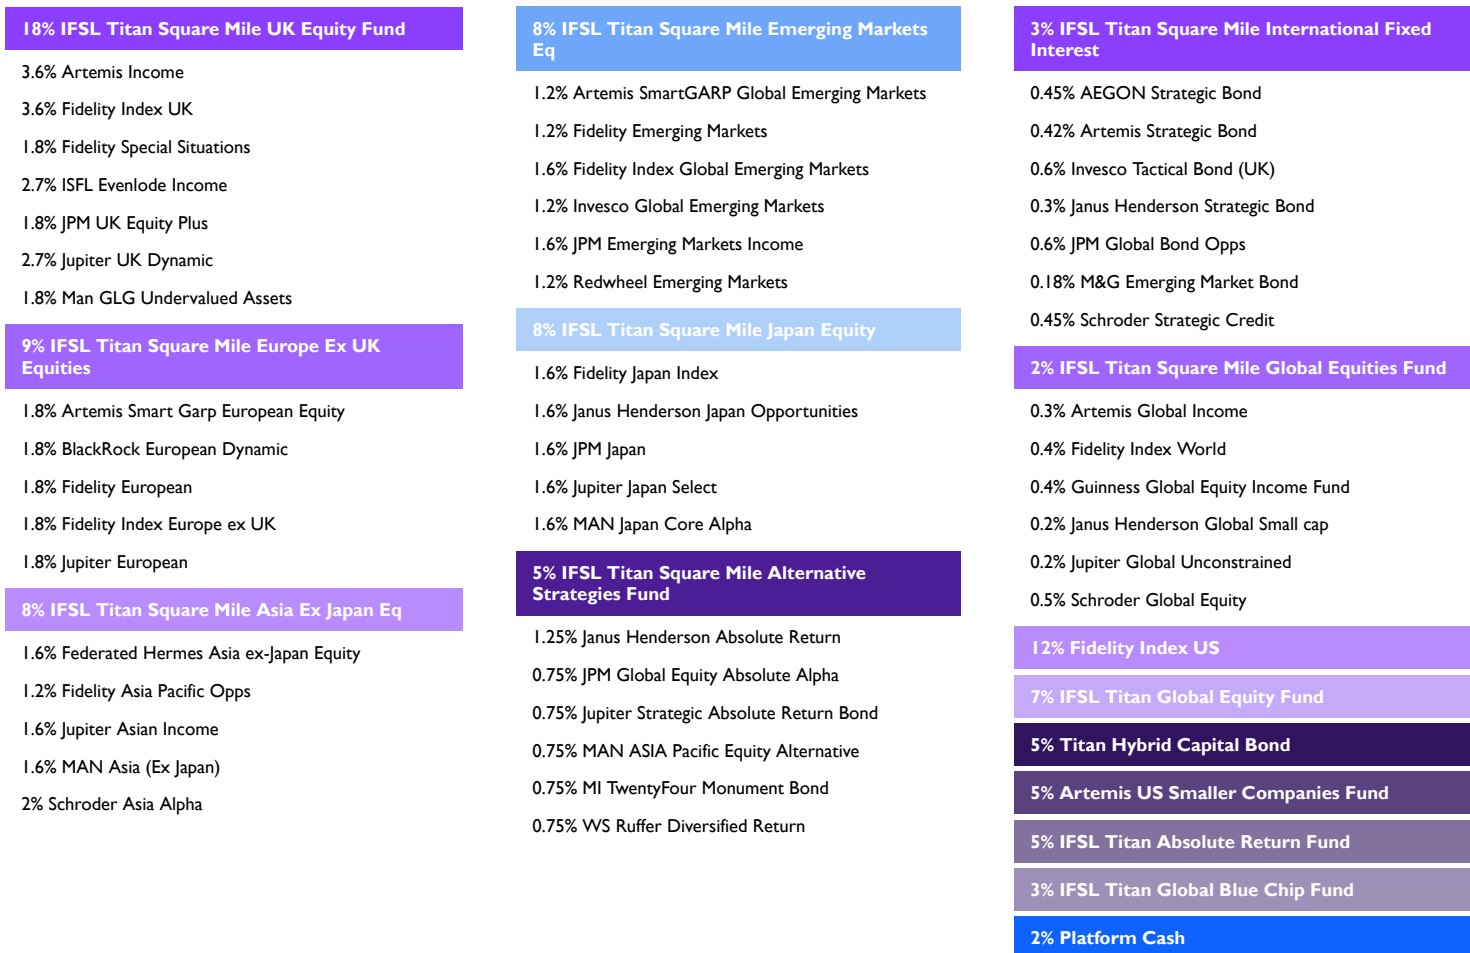 18% IFSL Titan Square Mile UK Equity Fund
3.6% Artemis Income
3.6% Fidelity Index UK
1.8% Fidelity Special Situations
2.7% ISFL Evenlode Income
1.8% JPM UK Equity Plus
2.7% Jupiter UK Dynamic
1.8% Man GLG Undervalued Assets
9% IFSL Titan Square Mile Europe Ex UK
Equities
1.8% Artemis Smart Garp European Equity
1.8% BlackRock European Dynamic
1.8% Fidelity European
1.8% Fidelity Index Europe ex UK
1.8% Jupiter European
8% IFSL Titan Square Mile Asia Ex Japan Eq
1.6% Federated Hermes Asia ex-Japan Equity
1.2% Fidelity Asia Pacific Opps
1.6% Jupiter Asian Income
1.6% MAN Asia (Ex Japan)
2% Schroder Asia Alpha
8% IFSL Titan Square Mile Emerging Markets
Eq
1.2% Artemis SmartGARP Global Emerging Markets
1.2% Fidelity Emerging Markets
1.6% Fidelity Index Global Emerging Markets
1.2% Invesco Global Emerging Markets
1.6% JPM Emerging Markets Income
1.2% Redwheel Emerging Markets
8% IFSL Titan Square Mile Japan Equity
1.6% Fidelity Japan Index
1.6% Janus Henderson Japan Opportunities
1.6% JPM Japan
1.6% Jupiter Japan Select
1.6% MAN Japan Core Alpha
5% IFSL Titan Square Mile Alternative
Strategies Fund
1.25% Janus Henderson Absolute Return
0.75% JPM Global Equity Absolute Alpha
0.75% Jupiter Strategic Absolute Return Bond
0.75% MAN ASIA Pacific Equity Alternative
0.75% MI TwentyFour Monument Bond
0.75% WS Ruffer Diversified Return
3% IFSL Titan Square Mile International Fixed
Interest
0.45% AEGON Strategic Bond
0.42% Artemis Strategic Bond
0.6% Invesco Tactical Bond (UK)
0.3% Janus Henderson Strategic Bond
0.6% JPM Global Bond Opps
0.18% M&G Emerging Market Bond
0.45% Schroder Strategic Credit
2% IFSL Titan Square Mile Global Equities Fund
0.3% Artemis Global Income
0.4% Fidelity Index World
0.4% Guinness Global Equity Income Fund
0.2% Janus Henderson Global Small cap
0.2% Jupiter Global Unconstrained
0.5% Schroder Global Equity
12% Fidelity Index US
7% IFSL Titan Global Equity Fund
5% Titan Hybrid Capital Bond
5% Artemis US Smaller Companies Fund
5% IFSL Titan Absolute Return Fund
3% IFSL Titan Global Blue Chip Fund
2% Platform Cash